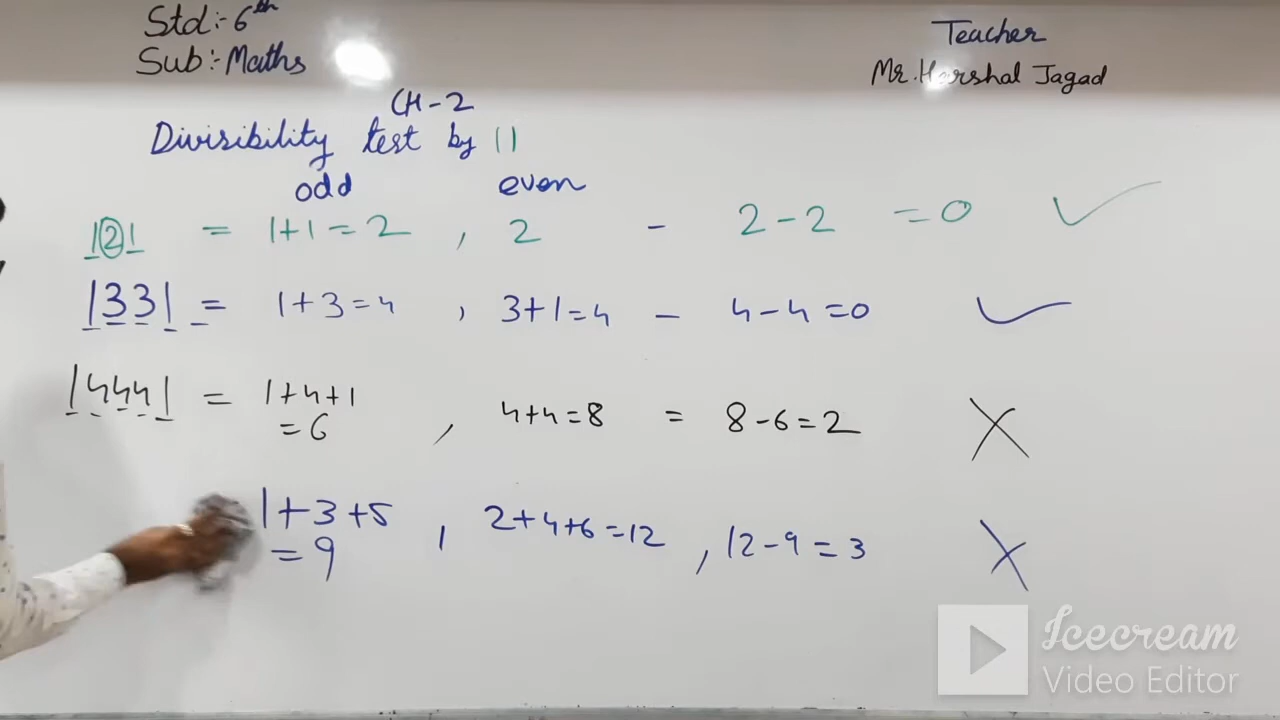 Std:- 6th
Sub:- Maths
Teacher
Mr. Harshal Jagad
CH-2
Divisibility test by 11
odd even
121 = 1+1=2 , 2 - 2-2 =0 ✓
1331 = 1+3=4 , 3+1=4 - 4-4=0 ✓
14441 = 1+4+1 =6 , 4+4=8 = 8-6=2 X
1+3+5 =9 , 2+4+6=12 , 12-9=3 X
Icecream
Video Editor